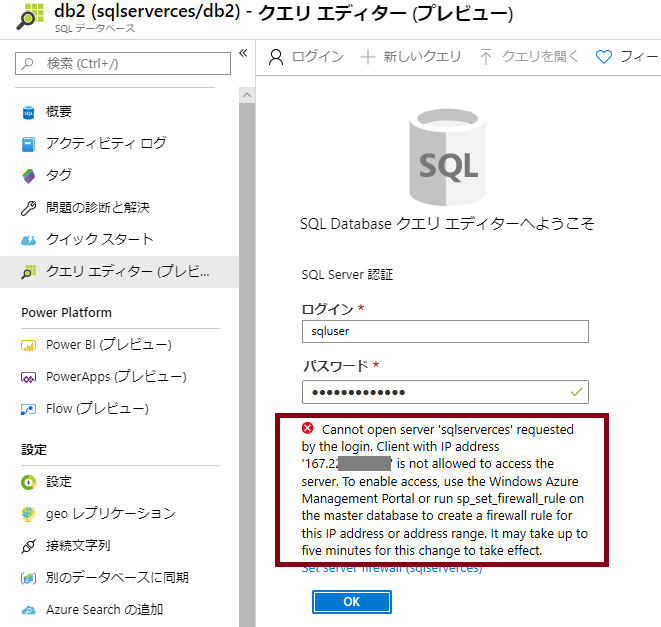 db2 (sqlserverces/db2) - クエリ エディター (プレビュー)
SQL データベース
検索 (Ctrl+/)
概要
アクティビティ ログ
タグ
問題の診断と解決
クイック スタート
クエリ エディター (プレビ...
Power Platform
Power BI (プレビュー)
PowerApps (プレビュー)
Flow (プレビュー)
設定
設定
geo レプリケーション
接続文字列
別のデータベースに同期
Azure Search の追加
ログイン
新しいクエリ
クエリを開く
フィー
SQL
SQL Database クエリ エディターへようこそ
SQL Server 認証
ログイン *
sqluser
パスワード *
•••••••••••••
Cannot open server 'sqlserverces' requested
by the login. Client with IP address
'167.22 ' is not allowed to access the
server. To enable access, use the Windows Azure
Management Portal or run sp_set_firewall_rule on
the master database to create a firewall rule for
this IP address or address range. It may take up to
five minutes for this change to take effect.
Set server firewall (sqlserverces)
OK